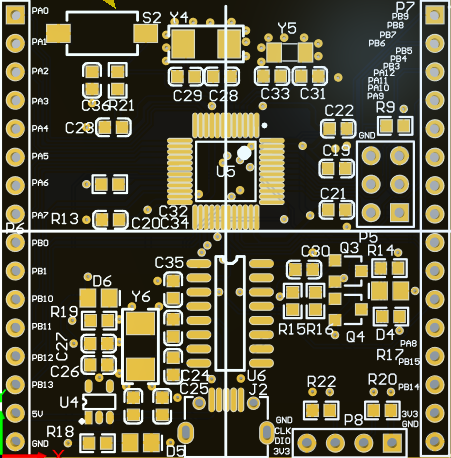 PA0
S2
Y4
Y5
P7
PB9
PB8
PB7
PB6
PA1
PB5
PB4
PB3
PA12
PA11
PA10
PA9
PA2
C29
C28
C33
C31
PA3
C36
R21
C22
R9
PA4
C23
GND
PA5
C19
U5
PA6
C21
PA7
R13
C20
C32
C34
P6
PB0
C30
Q3
P5
R14
PB1
C35
D6
PB10
Y6
R19
PB11
R15
R16
Q4
D4
PA8
C27
PB12
R17
PB15
C26
PB13
C24
C25
U6
J2
R22
R20
PB14
U4
5V
GND
P8
3V3
GND
CLK
DIO
3V3
GND
R18
D5
Y